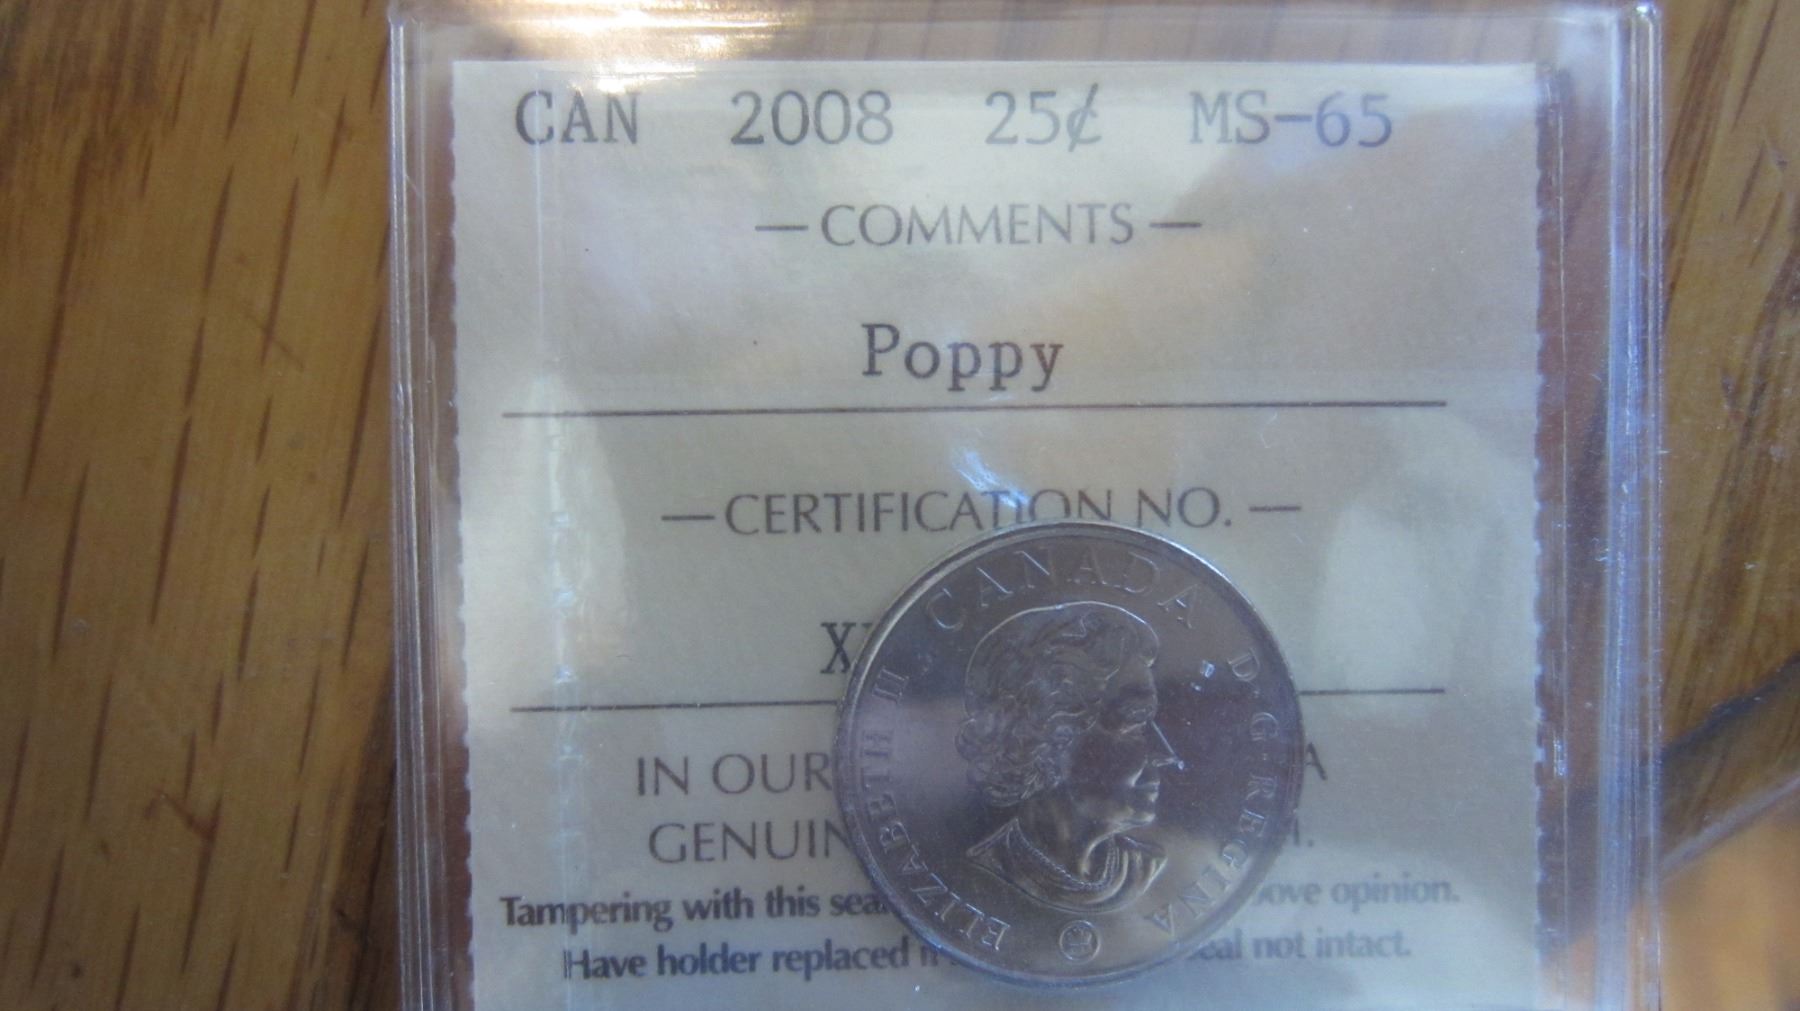 CAN 2008 25¢ MS-65
— COMMENTS —
Poppy
— CERTIFICATION NO. —
X
IN OUR A
GENUIN
Tampering with this sea ove opinion.
Have holder replaced if eal not intact.
CANADA
ELIZABETH II D·G·REGINA